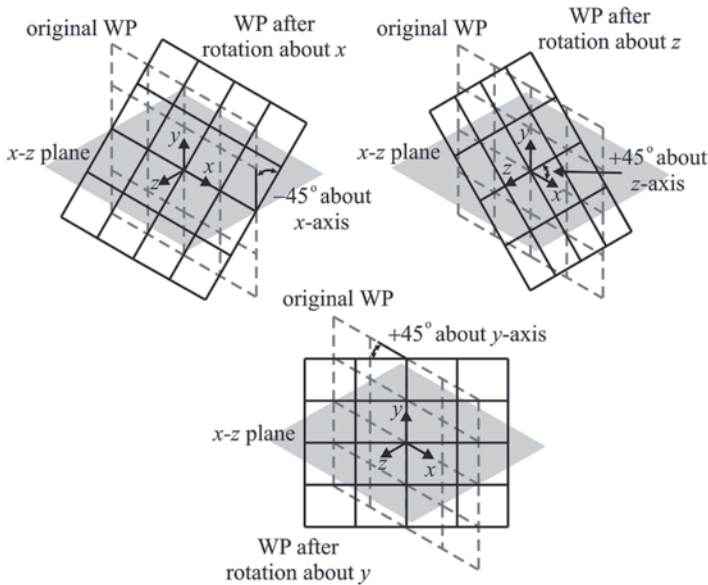 original WP
WP after
rotation about x
x-z plane
y
x
z
−45° about
x-axis
original WP
WP after
rotation about z
x-z plane
y
z
x
+45° about
z-axis
original WP
+45° about y-axis
x-z plane
y
z
x
WP after
rotation about y